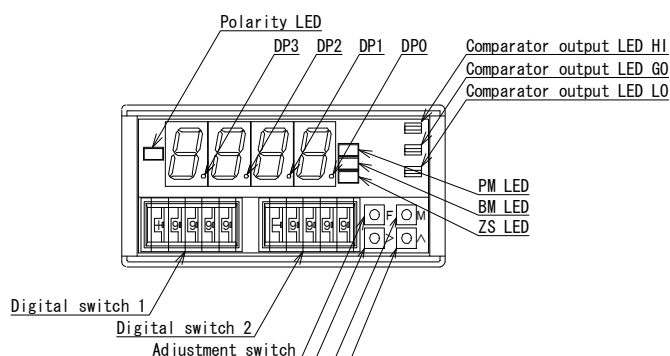 Polarity LED
DP3 DP2 DP1 DP0
Comparator output LED HI
Comparator output LED GO
Comparator output LED LO
PM LED
BM LED
ZS LED
F M
> ^
Digital switch 1
Digital switch 2
Adjustment switch